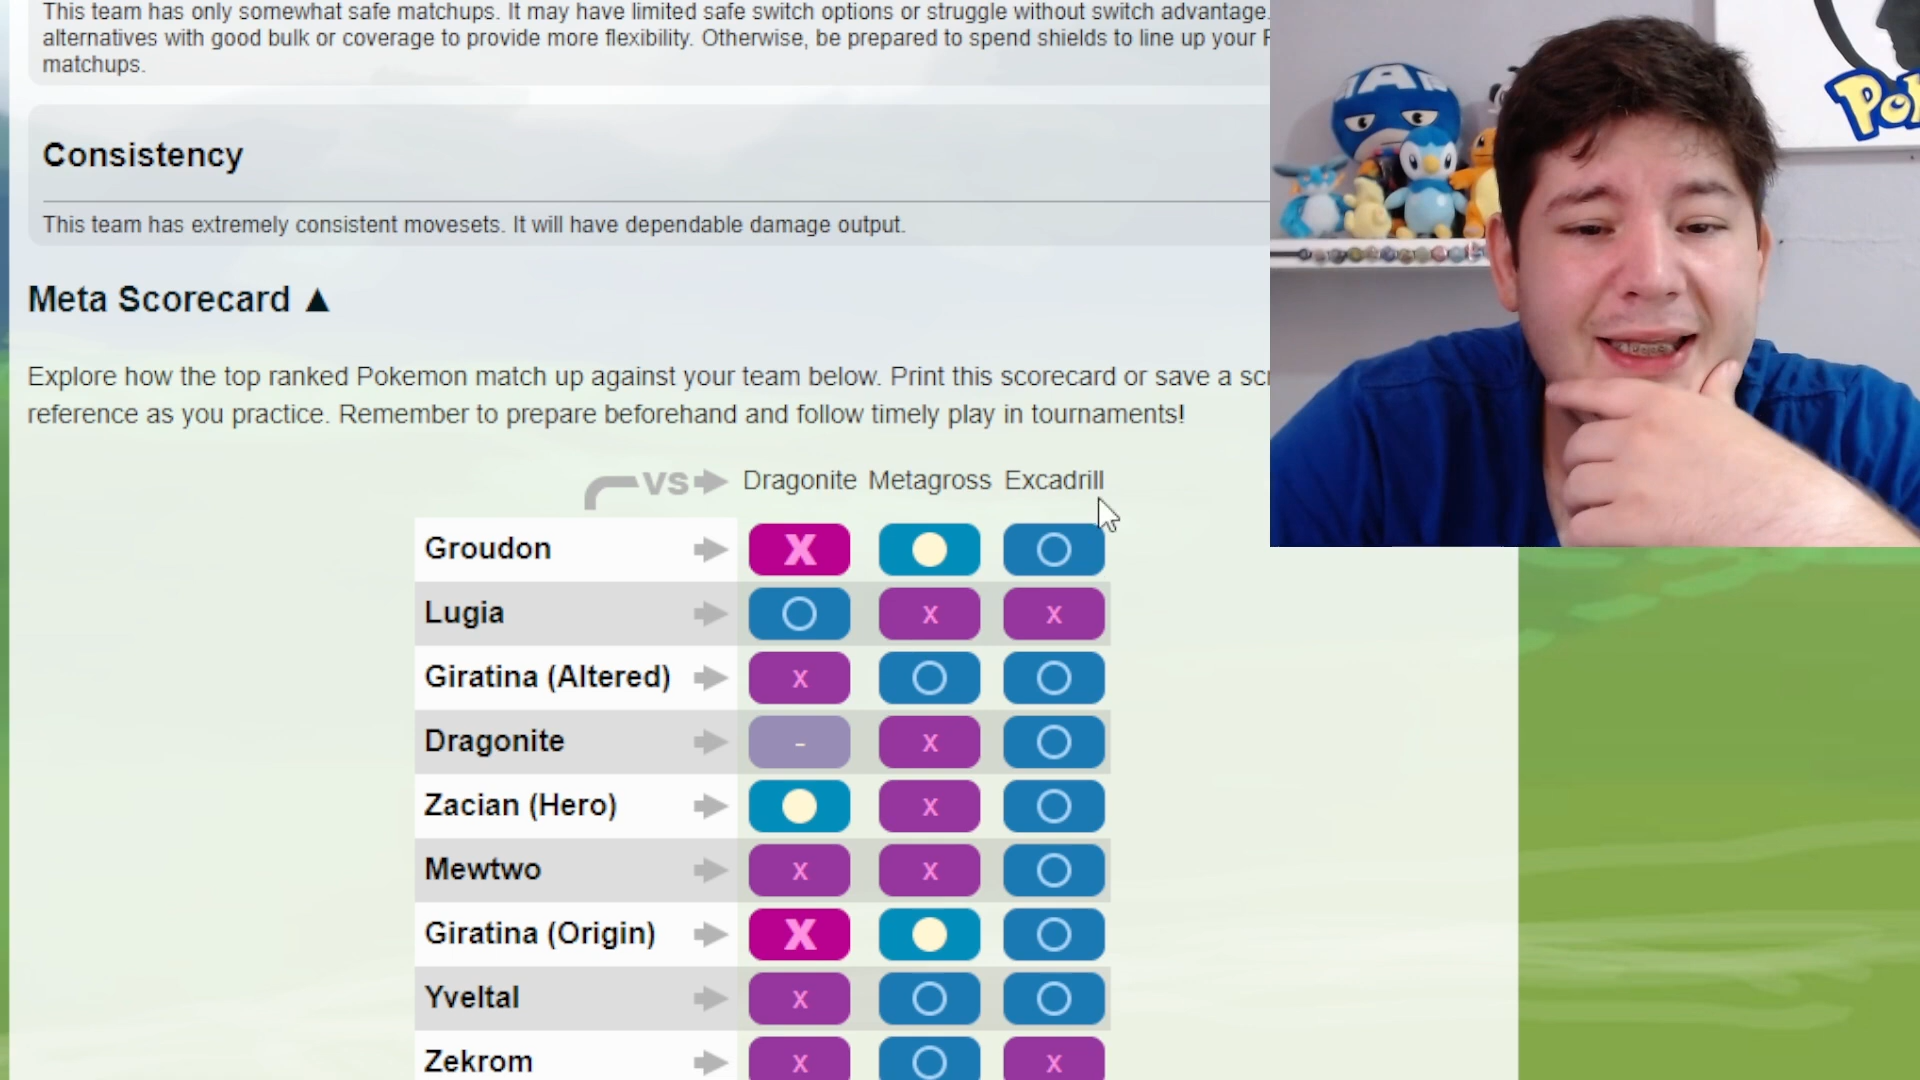 This team has only somewhat safe matchups. It may have limited safe switch options or struggle without switch advantage.
alternatives with good bulk or coverage to provide more flexibility. Otherwise, be prepared to spend shields to line up your
matchups.
Consistency
This team has extremely consistent movesets. It will have dependable damage output.
Meta Scorecard ▲
Explore how the top ranked Pokemon match up against your team below. Print this scorecard or save a
reference as you practice. Remember to prepare beforehand and follow timely play in tournaments!
VS Dragonite Metagross Excadrill
Groudon X
Lugia x x
Giratina (Altered) x
Dragonite - x
Zacian (Hero) x
Mewtwo x x
Giratina (Origin) X
Yveltal x
Zekrom x x